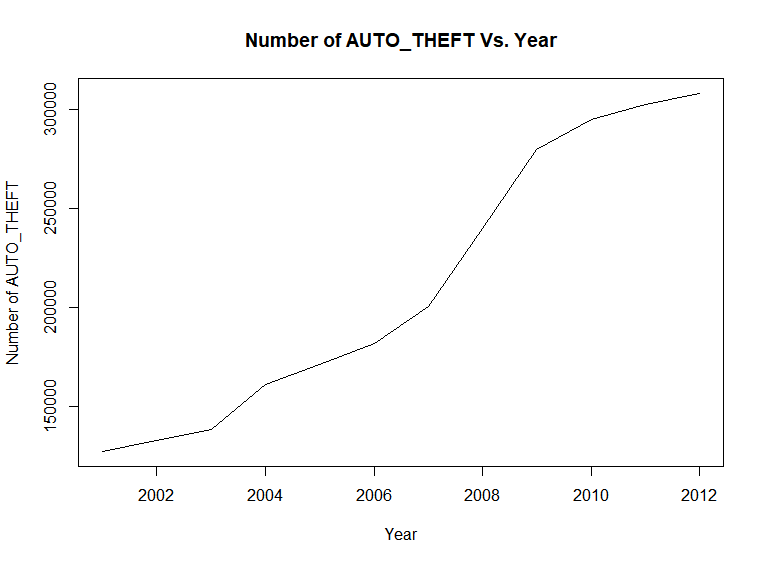 Number of AUTO_THEFT Vs. Year
Number of AUTO_THEFT
300000
250000
200000
150000
2002 2004 2006 2008 2010 2012
Year